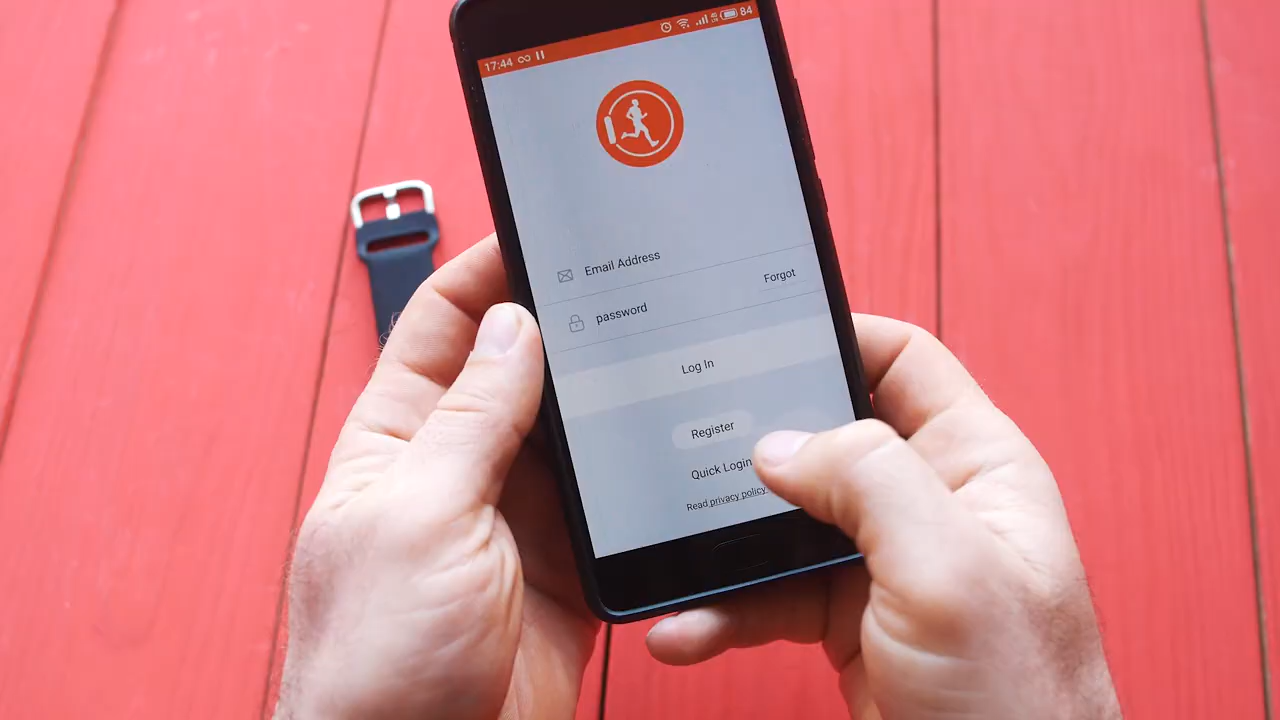 17:44 84
Email Address
Forgot
password
Log In
Register
Quick Login
Read privacy policy